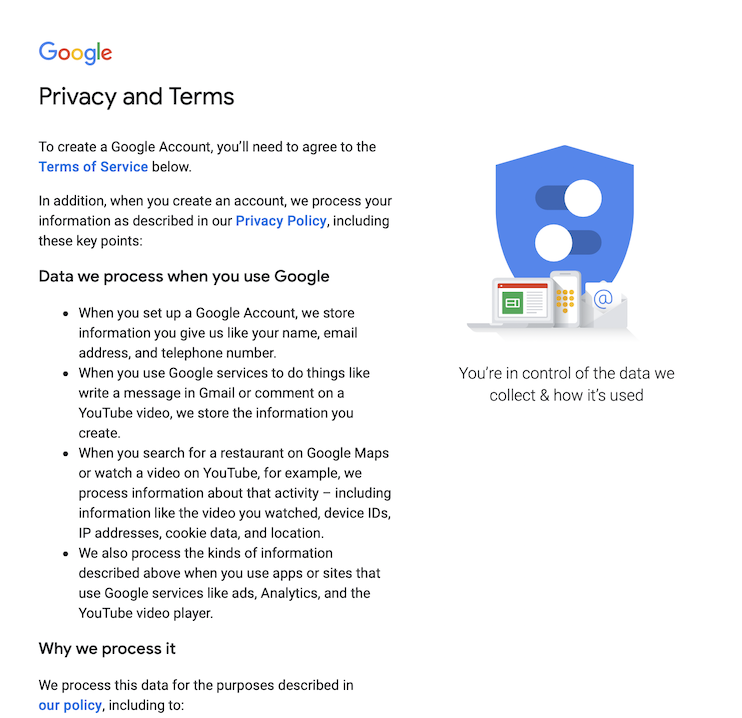 Google
Privacy and Terms
To create a Google Account, you’ll need to agree to the
Terms of Service below.
In addition, when you create an account, we process your
information as described in our Privacy Policy, including
these key points:
Data we process when you use Google
• When you set up a Google Account, we store
information you give us like your name, email
address, and telephone number.
• When you use Google services to do things like
write a message in Gmail or comment on a
YouTube video, we store the information you
create.
• When you search for a restaurant on Google Maps
or watch a video on YouTube, for example, we
process information about that activity – including
information like the video you watched, device IDs,
IP addresses, cookie data, and location.
• We also process the kinds of information
described above when you use apps or sites that
use Google services like ads, Analytics, and the
YouTube video player.
Why we process it
We process this data for the purposes described in
our policy, including to:
@
You’re in control of the data we
collect & how it’s used